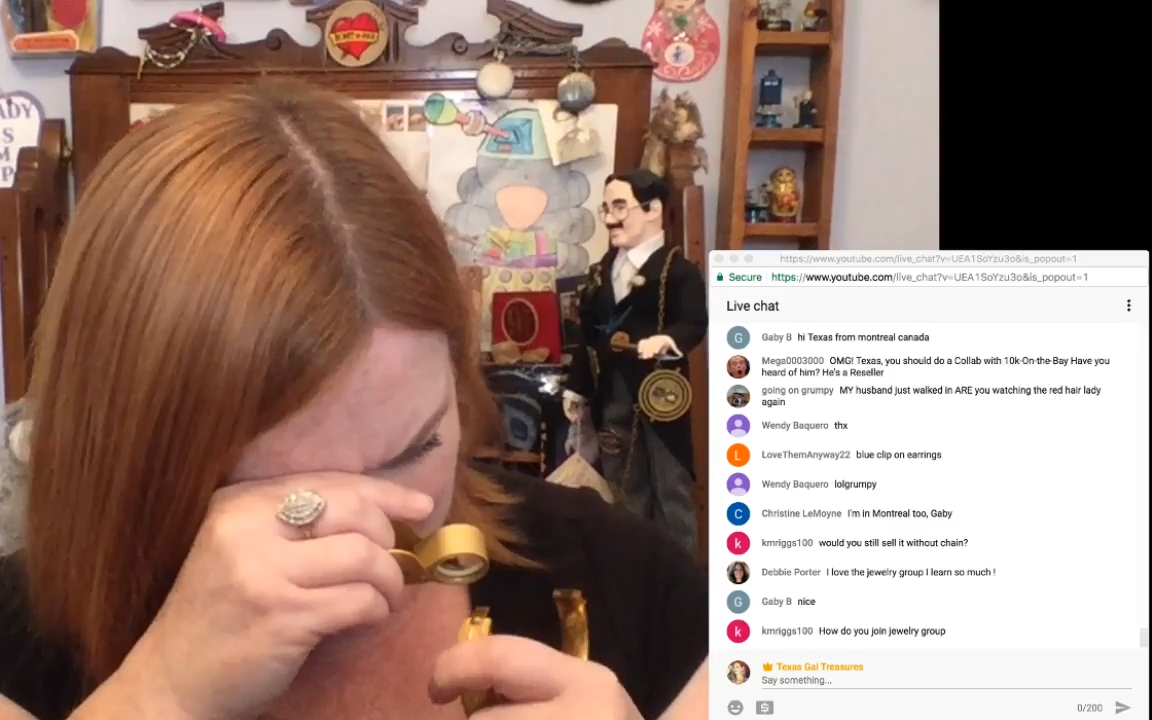 ADY
S
M
P
https://www.youtube.com/live_chat?v=UEA1SoYzu3o&is_popout=1
Secure https://www.youtube.com/live_chat?v=UEA1SoYzu3o&is_popout=1
Live chat
G Gaby B hi Texas from montreal canada
Mega0003000 OMG! Texas, you should do a Collab with 10k-On-the-Bay Have you
heard of him? He's a Reseller
going on grumpy MY husband just walked in ARE you watching the red hair lady
again
Wendy Baquero thx
L LoveThemAnyway22 blue clip on earrings
Wendy Baquero lolgrumpy
C Christine LeMoyne I'm in Montreal too, Gaby
k kmriggs100 would you still sell it without chain?
Debbie Porter I love the jewelry group I learn so much !
G Gaby B nice
k kmriggs100 How do you join jewelry group
Texas Gal Treasures
Say something...
0/200